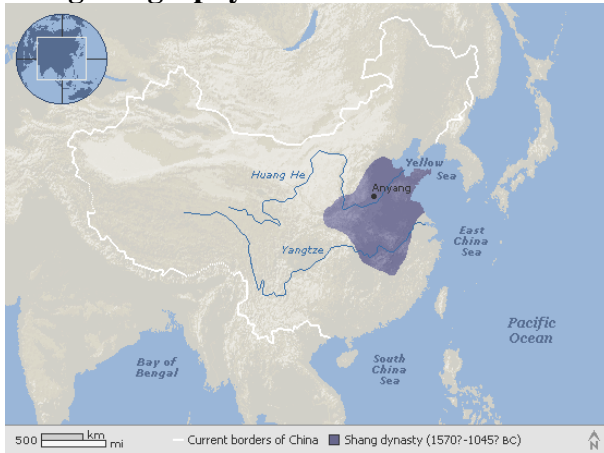 Huang He
Yellow
Sea
Anyang
East
China
Sea
Yangtze
Pacific
Ocean
Bay of
Bengal
South
China
Sea
500 km
mi
Current borders of China
Shang dynasty (1570?-1045? BC)
N